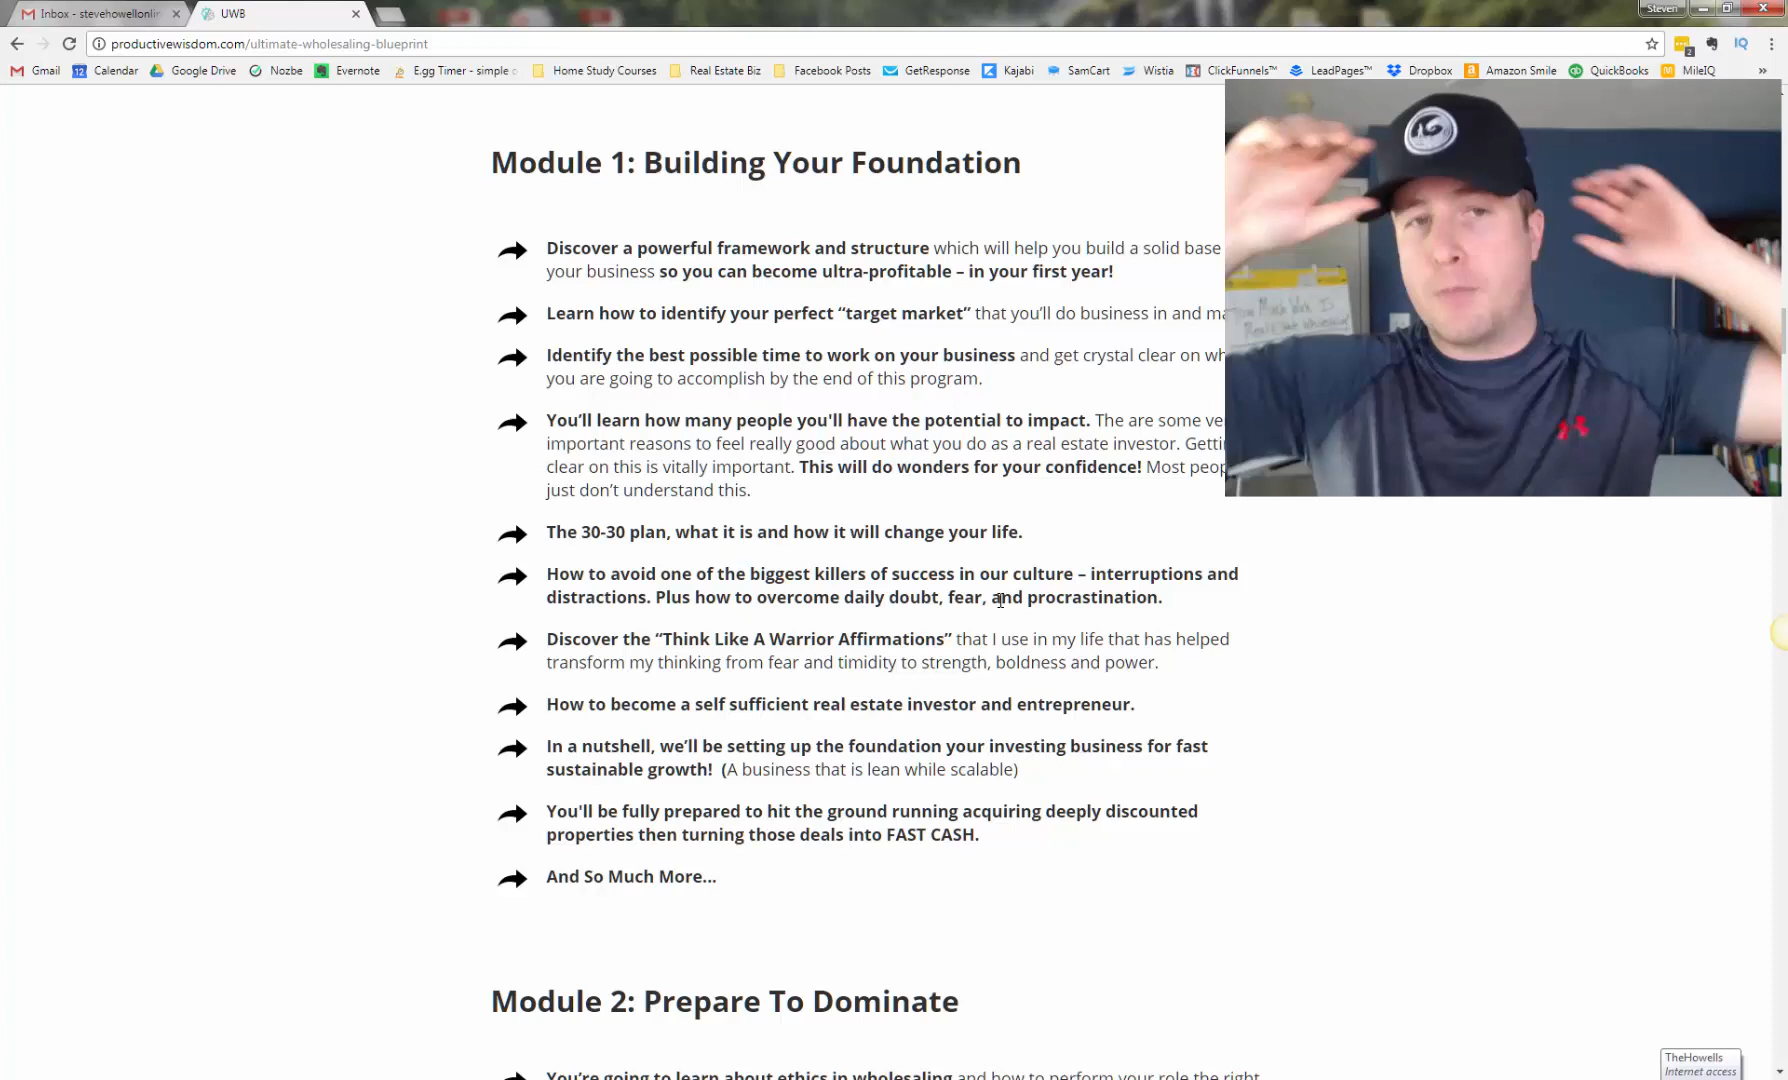 Inbox - stevehowellonli
UWB
Steven
productivewisdom.com/ultimate-wholesaling-blueprint
Gmail
12
Calendar
Google Drive
Nozbe
Evernote
E.gg Timer - simple c
Home Study Courses
Real Estate Biz
Facebook Posts
GetResponse
Kajabi
SamCart
Wistia
ClickFunnels™
LeadPages™
Dropbox
Amazon Smile
QuickBooks
MileIQ
Module 1: Building Your Foundation
Discover a powerful framework and structure which will help you build a solid base
your business so you can become ultra-profitable – in your first year!
Learn how to identify your perfect “target market” that you’ll do business in and ma
Identify the best possible time to work on your business and get crystal clear on wh
you are going to accomplish by the end of this program.
You’ll learn how many people you'll have the potential to impact. The are some ve
important reasons to feel really good about what you do as a real estate investor. Getti
clear on this is vitally important. This will do wonders for your confidence! Most peop
just don’t understand this.
The 30-30 plan, what it is and how it will change your life.
How to avoid one of the biggest killers of success in our culture – interruptions and
distractions. Plus how to overcome daily doubt, fear, and procrastination.
Discover the “Think Like A Warrior Affirmations” that I use in my life that has helped
transform my thinking from fear and timidity to strength, boldness and power.
How to become a self sufficient real estate investor and entrepreneur.
In a nutshell, we’ll be setting up the foundation your investing business for fast
sustainable growth! (A business that is lean while scalable)
You'll be fully prepared to hit the ground running acquiring deeply discounted
properties then turning those deals into FAST CASH.
And So Much More...
Module 2: Prepare To Dominate
You’re going to learn about ethics in wholesaling and how to perform your role the right
TheHowells
Internet access